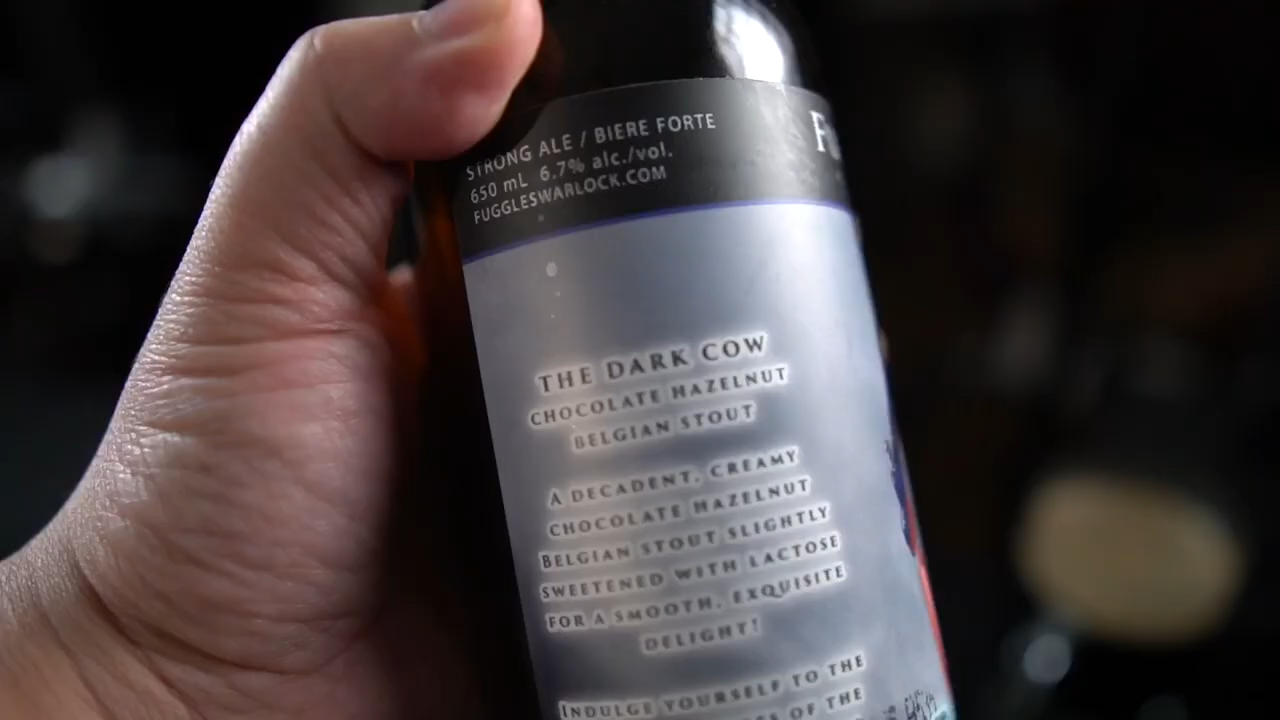 STRONG ALE / BIERE FORTE
650 mL 6.7% alc./vol.
FUGGLESWARLOCK.COM
THE DARK COW
CHOCOLATE HAZELNUT
BELGIAN STOUT
A DECADENT, CREAMY
CHOCOLATE HAZELNUT
BELGIAN STOUT SLIGHTLY
SWEETENED WITH LACTOSE
FOR A SMOOTH, EXQUISITE
DELIGHT!
INDULGE YOURSELF TO THE
OF THE